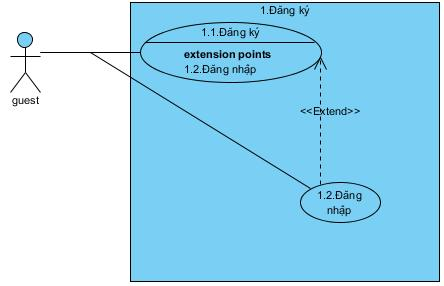 1.Đăng ký
1.1.Đăng ký
extension points
1.2.Đăng nhập
guest
<<Extend>>
1.2.Đăng
nhập